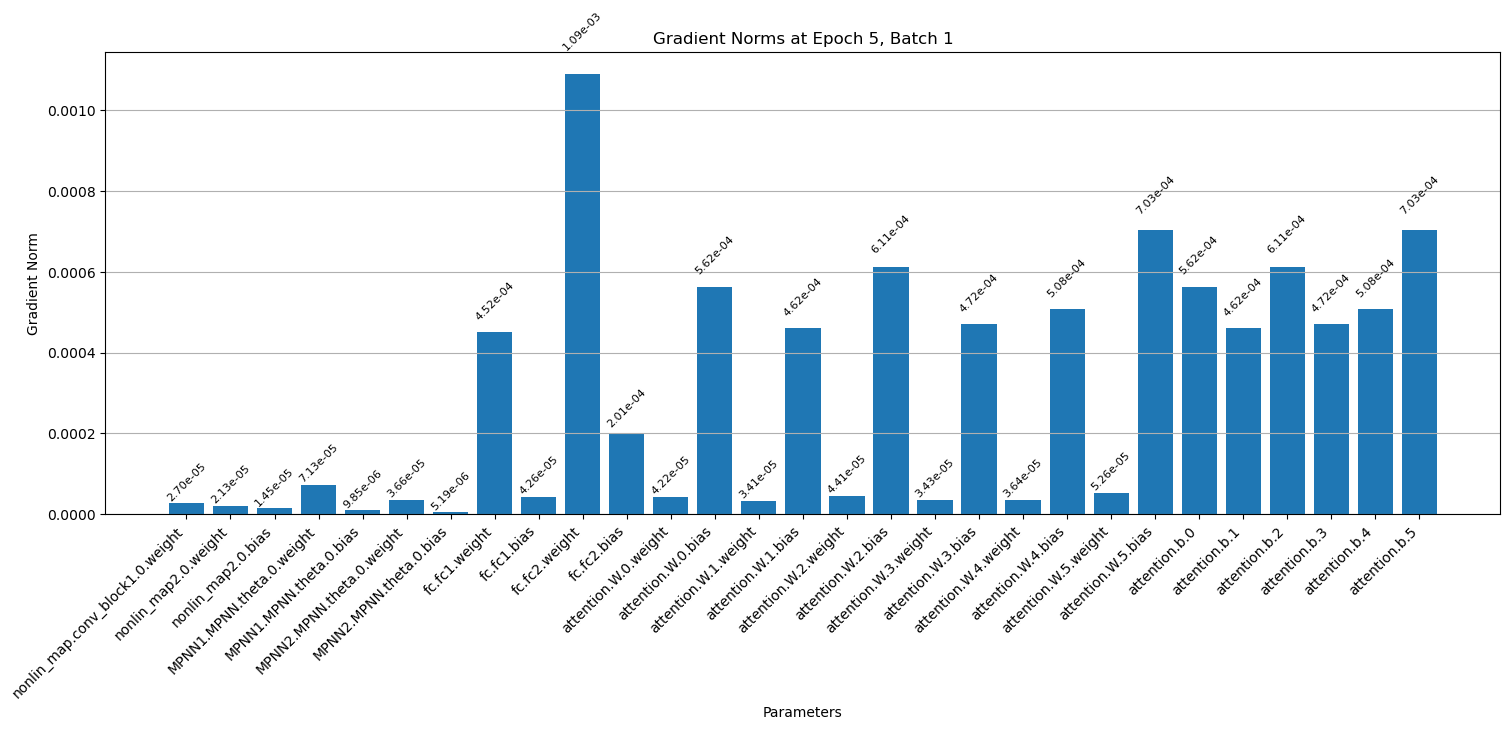 Gradient Norms at Epoch 5, Batch 1
Gradient Norm
0.0010
0.0008
0.0006
0.0004
0.0002
0.0000
2.70e-05
2.13e-05
1.45e-05
7.13e-05
9.85e-06
3.66e-05
5.19e-06
4.52e-04
4.26e-05
1.09e-03
2.01e-04
4.22e-05
5.62e-04
3.41e-05
4.62e-04
4.41e-05
6.11e-04
3.43e-05
4.72e-04
3.64e-05
5.08e-04
5.26e-05
7.03e-04
5.62e-04
4.62e-04
6.11e-04
4.72e-04
5.08e-04
7.03e-04
nonlin_map.conv_block1.0.weight
nonlin_map2.0.weight
nonlin_map2.0.bias
MPNN1.MPNN.theta.0.weight
MPNN1.MPNN.theta.0.bias
MPNN2.MPNN.theta.0.weight
MPNN2.MPNN.theta.0.bias
fc.fc1.weight
fc.fc1.bias
fc.fc2.weight
fc.fc2.bias
attention.W.0.weight
attention.W.0.bias
attention.W.1.weight
attention.W.1.bias
attention.W.2.weight
attention.W.2.bias
attention.W.3.weight
attention.W.3.bias
attention.W.4.weight
attention.W.4.bias
attention.W.5.weight
attention.W.5.bias
attention.b.0
attention.b.1
attention.b.2
attention.b.3
attention.b.4
attention.b.5
Parameters